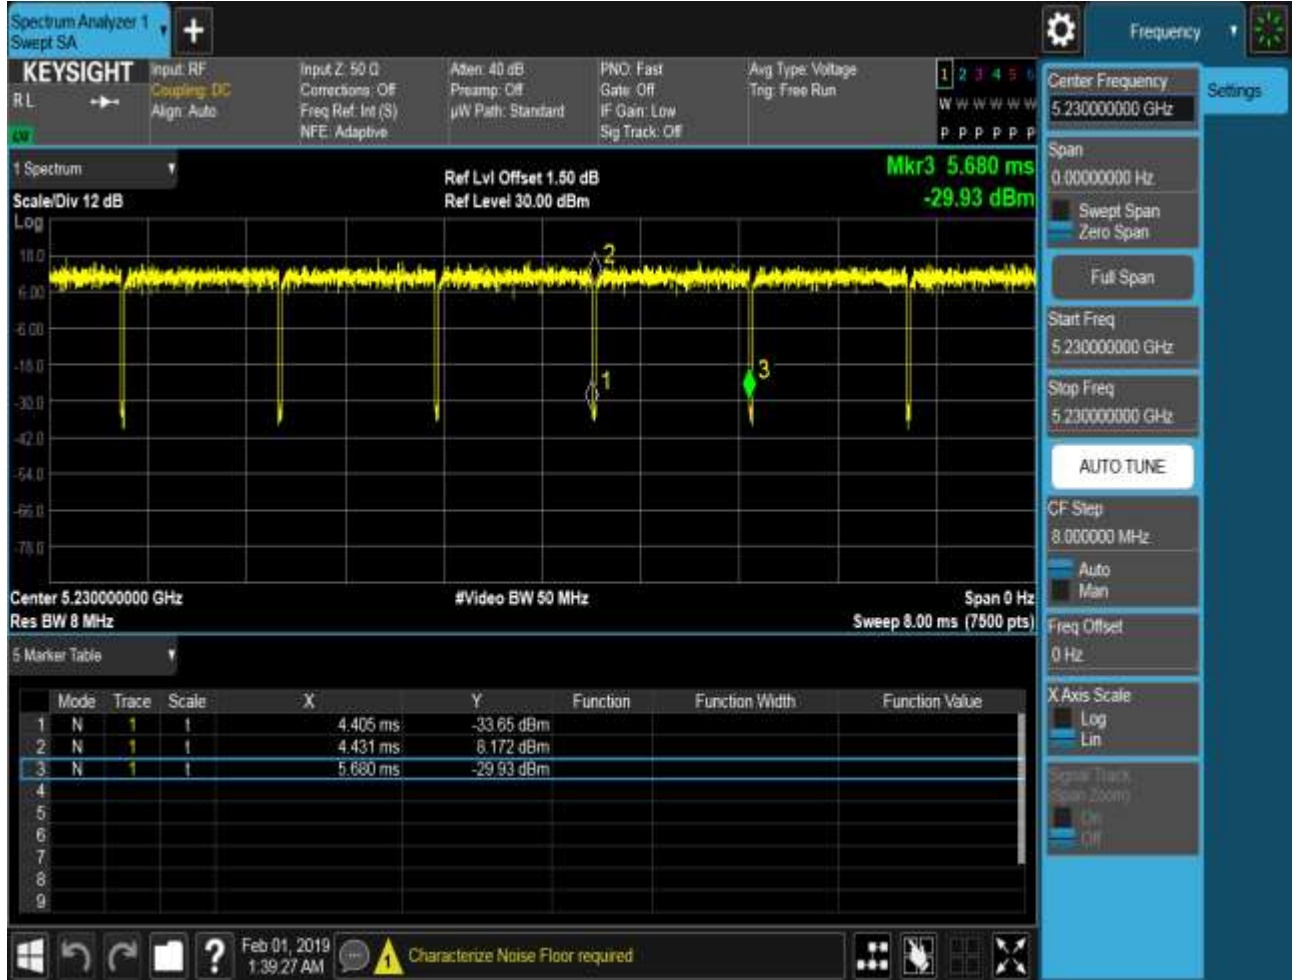 Spectrum Analyzer 1
Swept SA
+
Frequency
KEYSIGHT
RL
Input: RF
Coupling: DC
Align: Auto
Input Z: 50 Ω
Corrections: Off
Freq Ref: Int (S)
NFE: Adaptive
Atten: 40 dB
Preamp: Off
µW Path: Standard
PNO: Fast
Gate: Off
IF Gain: Low
Sig Track: Off
Avg Type: Voltage
Trig: Free Run
1 2 3 4 5 6
W W W W W W
P P P P P P
1 Spectrum
Scale/Div 12 dB
Ref Lvl Offset 1.50 dB
Ref Level 30.00 dBm
Mkr3 5.680 ms
-29.93 dBm
Log
18.0
6.00
-6.00
-18.0
-30.0
-42.0
-54.0
-66.0
-78.0
2
1
3
Center 5.230000000 GHz
#Video BW 50 MHz
Span 0 Hz
Res BW 8 MHz
Sweep 8.00 ms (7500 pts)
5 Marker Table
Mode Trace Scale X Y Function Function Width Function Value
1 N 1 t 4.405 ms -33.65 dBm
2 N 1 t 4.431 ms 8.172 dBm
3 N 1 t 5.680 ms -29.93 dBm
4
5
6
7
8
9
?
Feb 01, 2019
1:39:27 AM
1
Characterize Noise Floor required
Center Frequency
5.230000000 GHz
Settings
Span
0.00000000 Hz
Swept Span
Zero Span
Full Span
Start Freq
5.230000000 GHz
Stop Freq
5.230000000 GHz
AUTO TUNE
CF Step
8.000000 MHz
Auto
Man
Freq Offset
0 Hz
X Axis Scale
Log
Lin
Signal Track
(Span Zoom)
On
Off